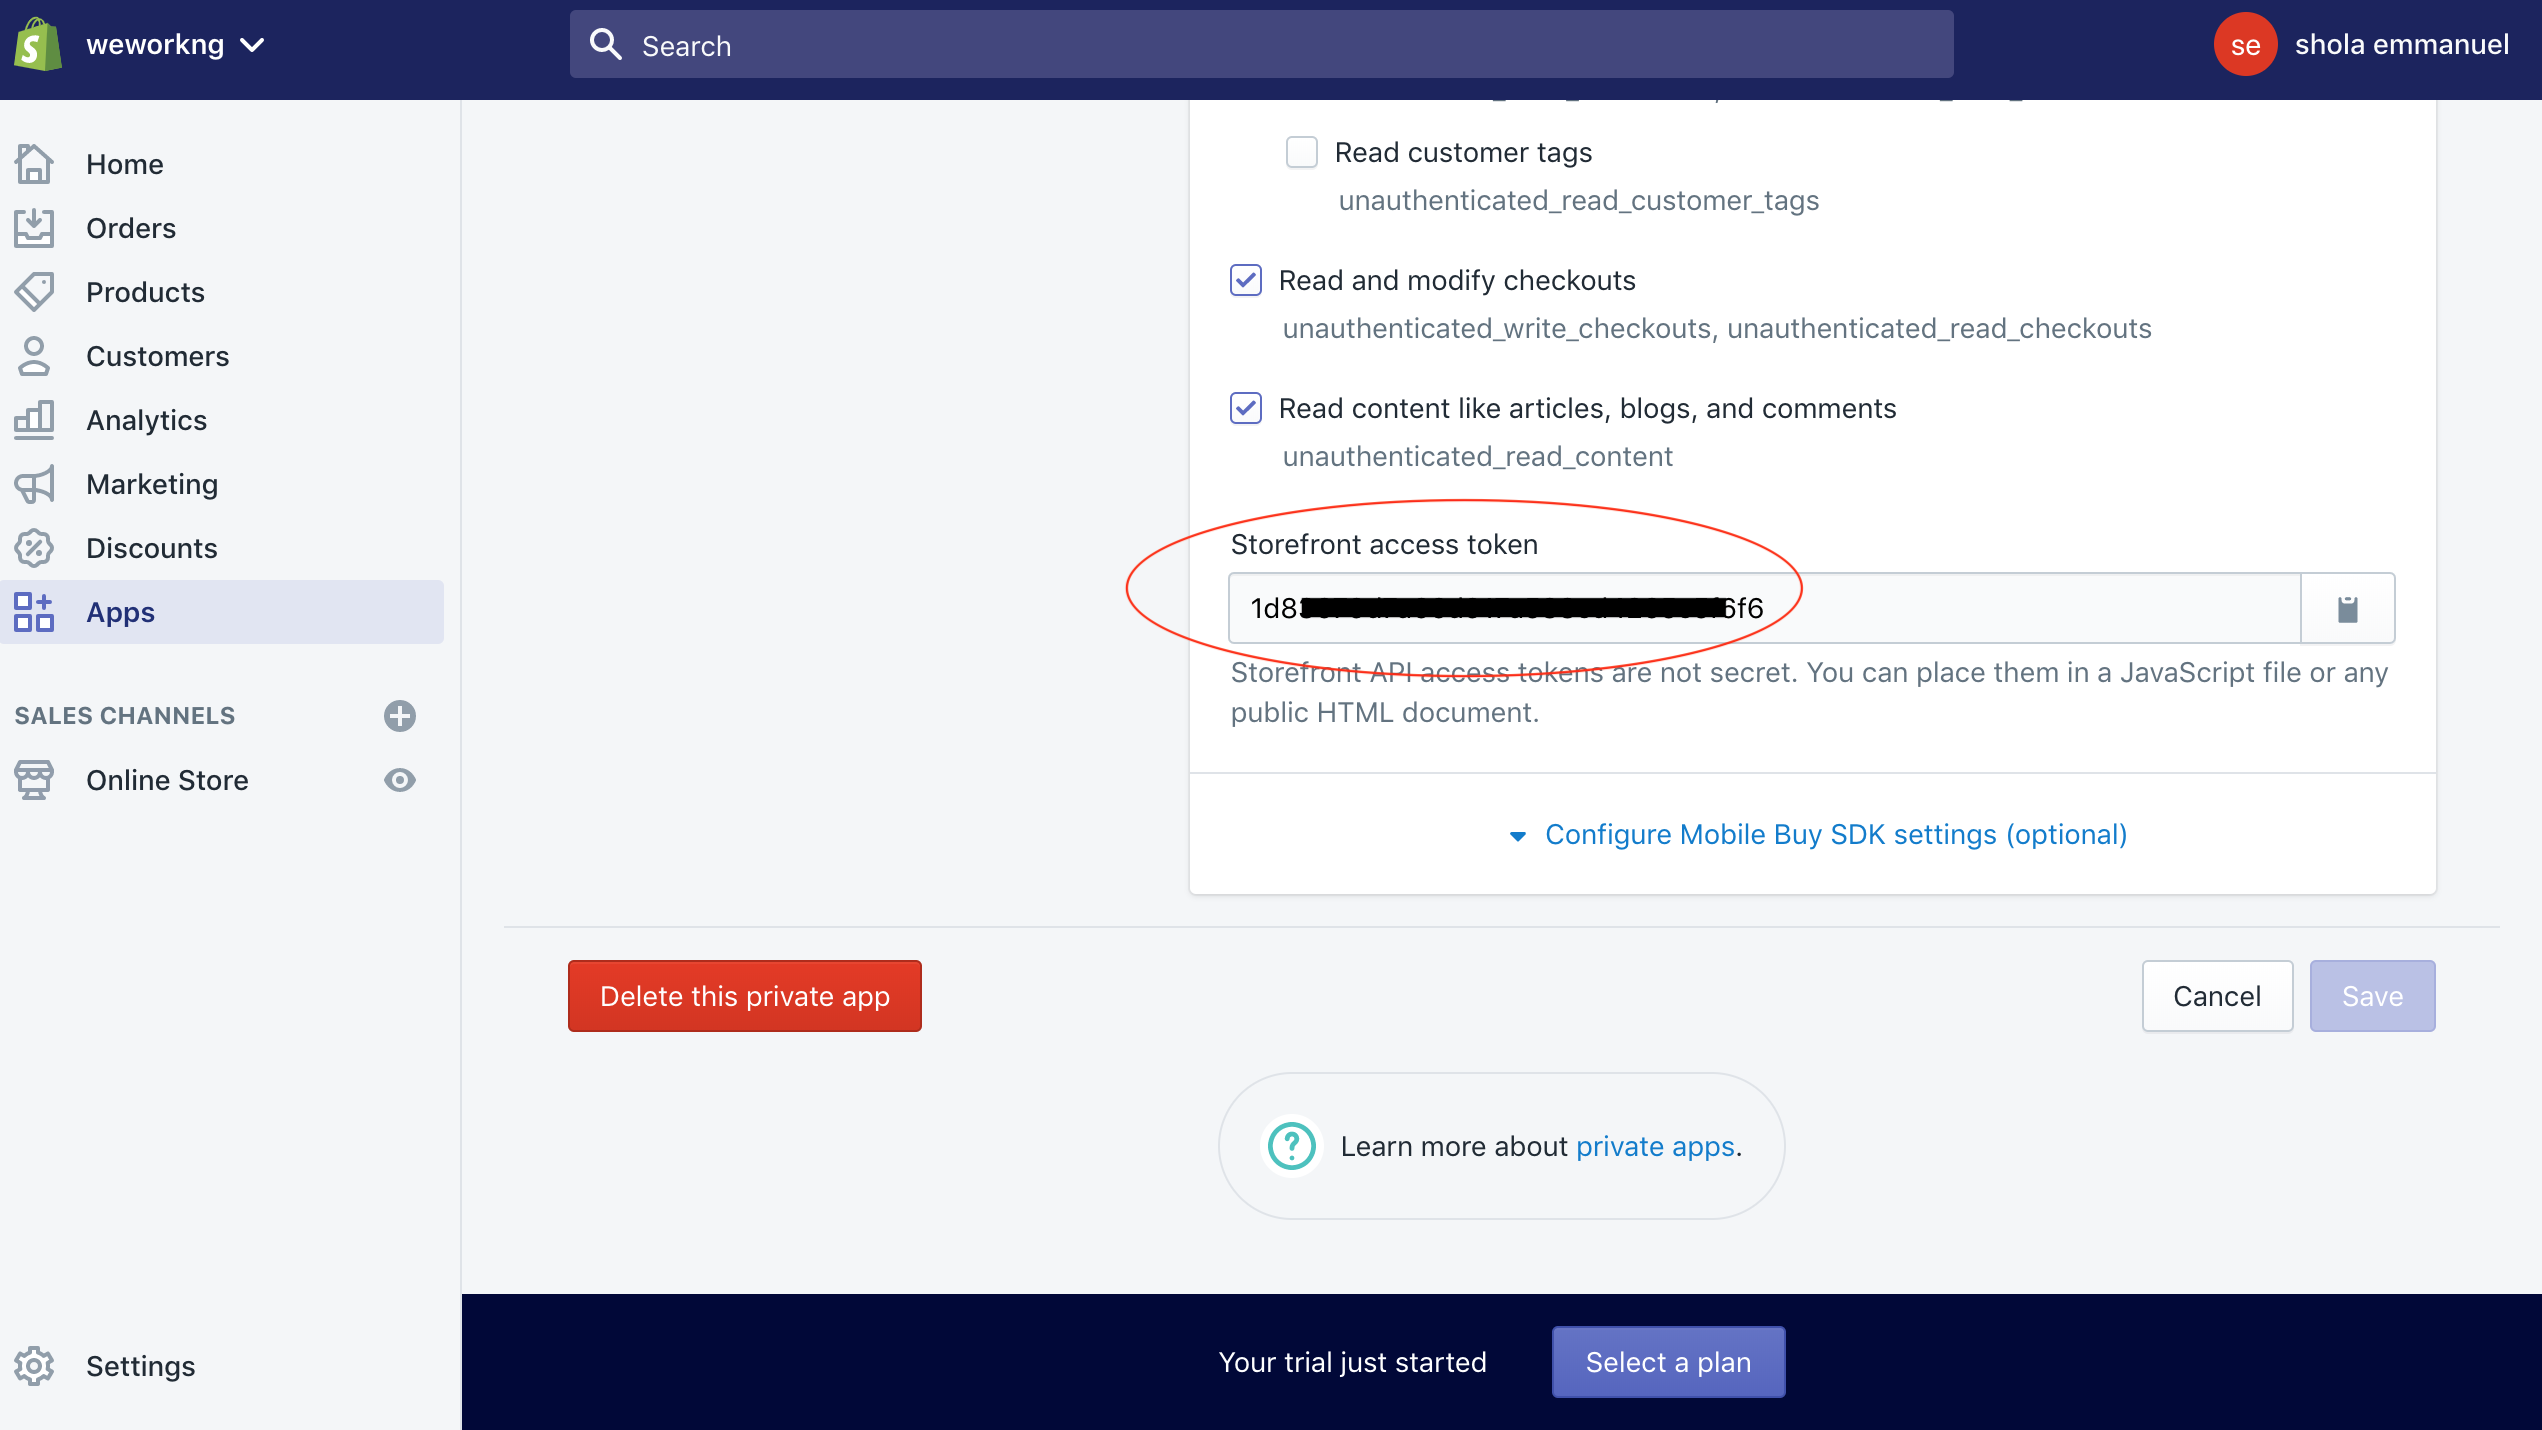 weworkng
Search
se
shola emmanuel
Home
Orders
Products
Customers
Analytics
Marketing
Discounts
Apps
SALES CHANNELS
Online Store
Settings
Read customer tags
unauthenticated_read_customer_tags
Read and modify checkouts
unauthenticated_write_checkouts, unauthenticated_read_checkouts
Read content like articles, blogs, and comments
unauthenticated_read_content
Storefront access token
Storefront API access tokens are not secret. You can place them in a JavaScript file or any
public HTML document.
Configure Mobile Buy SDK settings (optional)
Delete this private app
Cancel
Save
Learn more about private apps.
Your trial just started
Select a plan